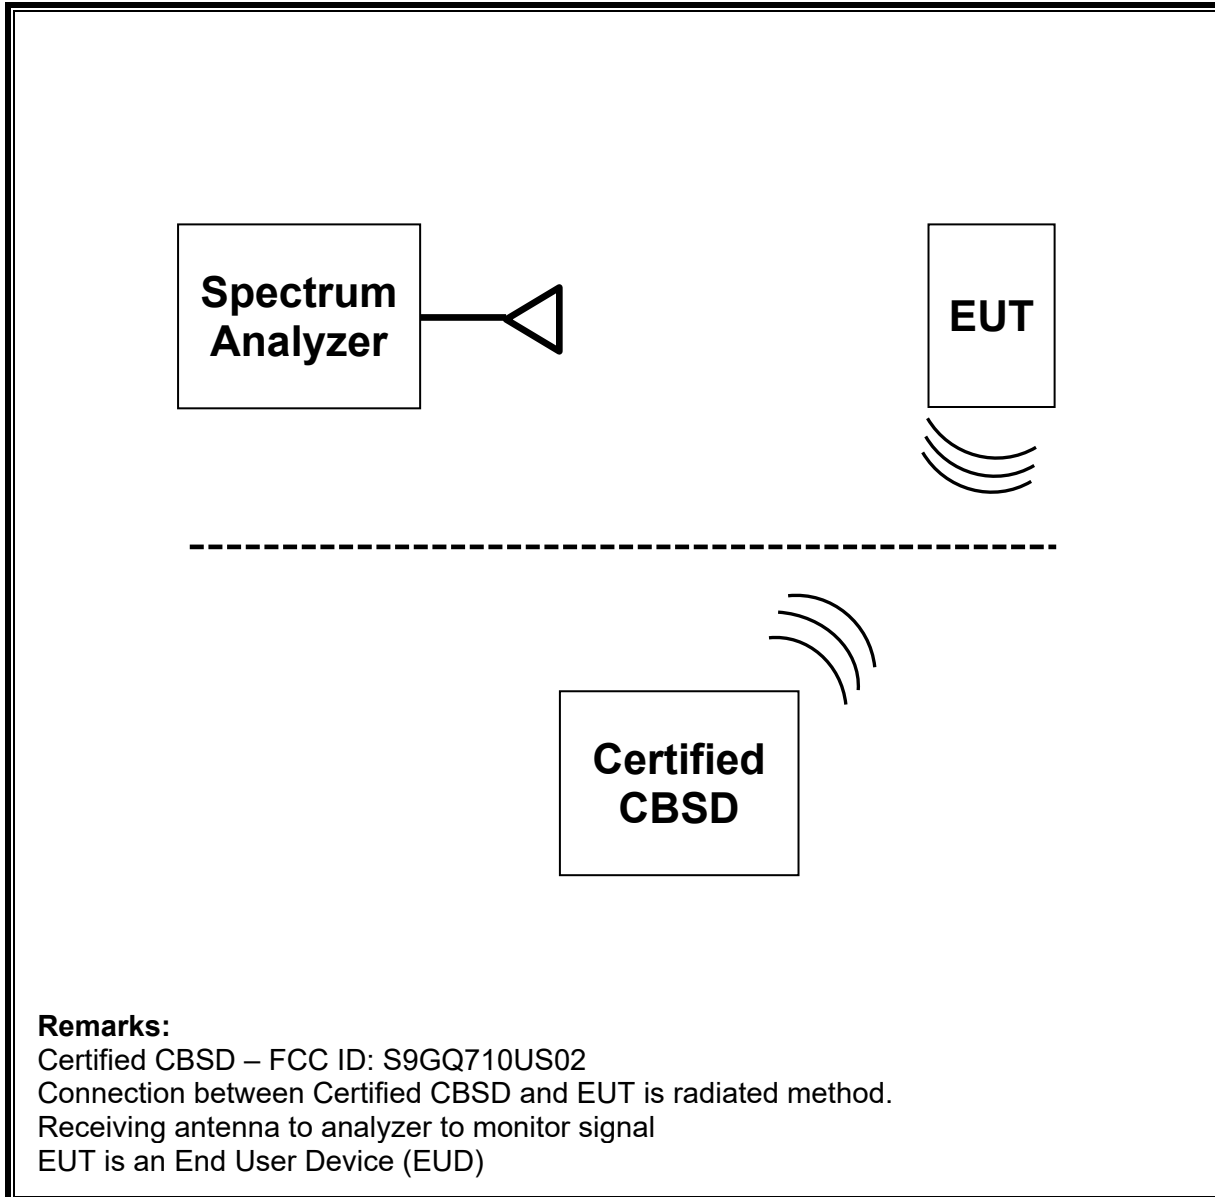 Spectrum
Analyzer
EUT
Certified
CBSD
Remarks:
Certified CBSD – FCC ID: S9GQ710US02
Connection between Certified CBSD and EUT is radiated method.
Receiving antenna to analyzer to monitor signal
EUT is an End User Device (EUD)